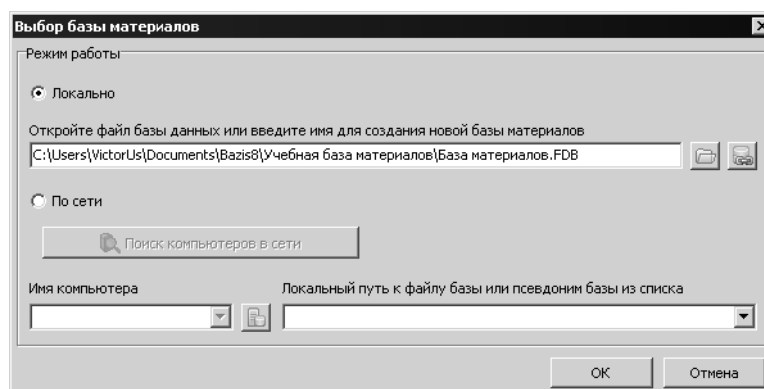 Выбор базы материалов
Режим работы
Локально
Откройте файл базы данных или введите имя для создания новой базы материалов
C:\Users\VictorUs\Documents\Bazis8\Учебная база материалов\База материалов.FDB
По сети
Поиск компьютеров в сети
Имя компьютера Локальный путь к файлу базы или псевдоним базы из списка
ОК Отмена